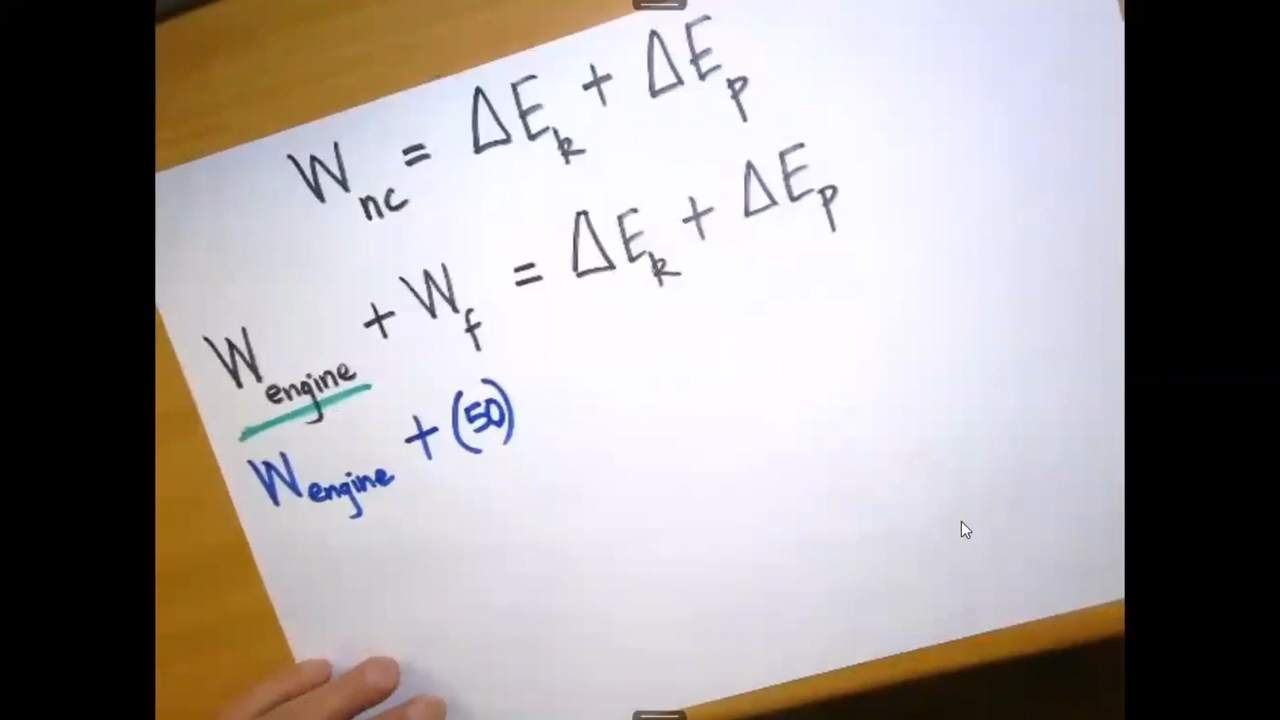 W_nc = ΔE_k + ΔE_p
W_engine + W_f = ΔE_k + ΔE_p
W_engine + (50)